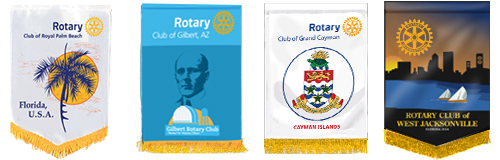 Rotary
Club of Royal Palm Beach
Florida,
U.S.A.
Rotary
Club of Gilbert, AZ
Gilbert Rotary Club
Rotary
Club of Grand Cayman
CAYMAN ISLANDS
ROTARY CLUB of
WEST JACKSONVILLE